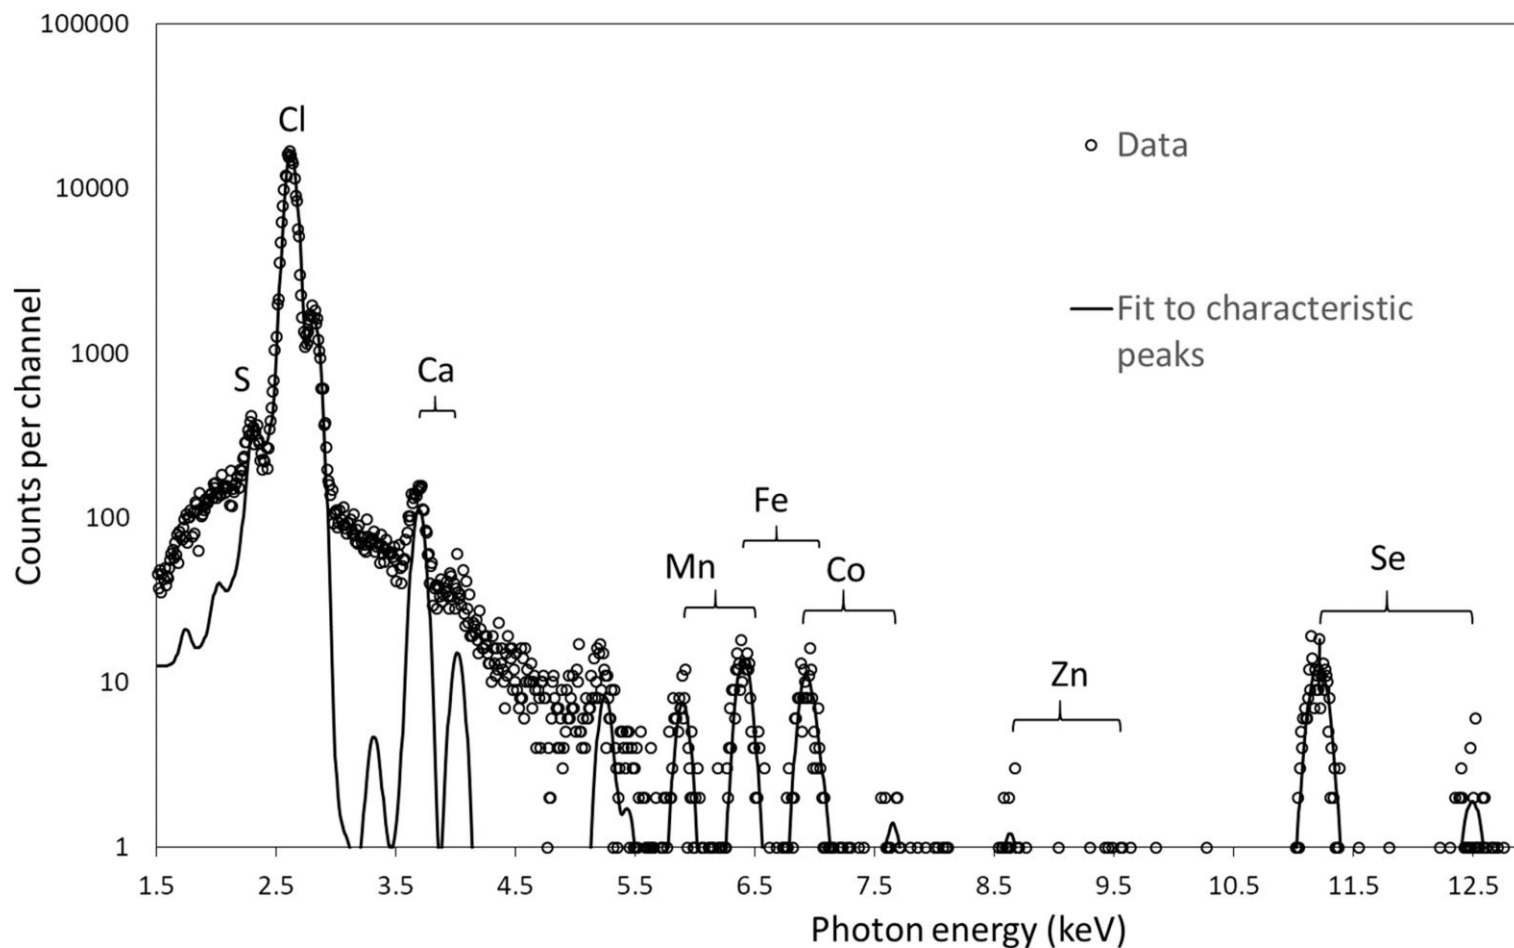 100000
Cl
Data
10000
Fit to characteristic
peaks
1000
S
Ca
Counts per channel
100
Fe
Mn
Co
Se
Zn
10
1
1.5 2.5 3.5 4.5 5.5 6.5 7.5 8.5 9.5 10.5 11.5 12.5
Photon energy (keV)